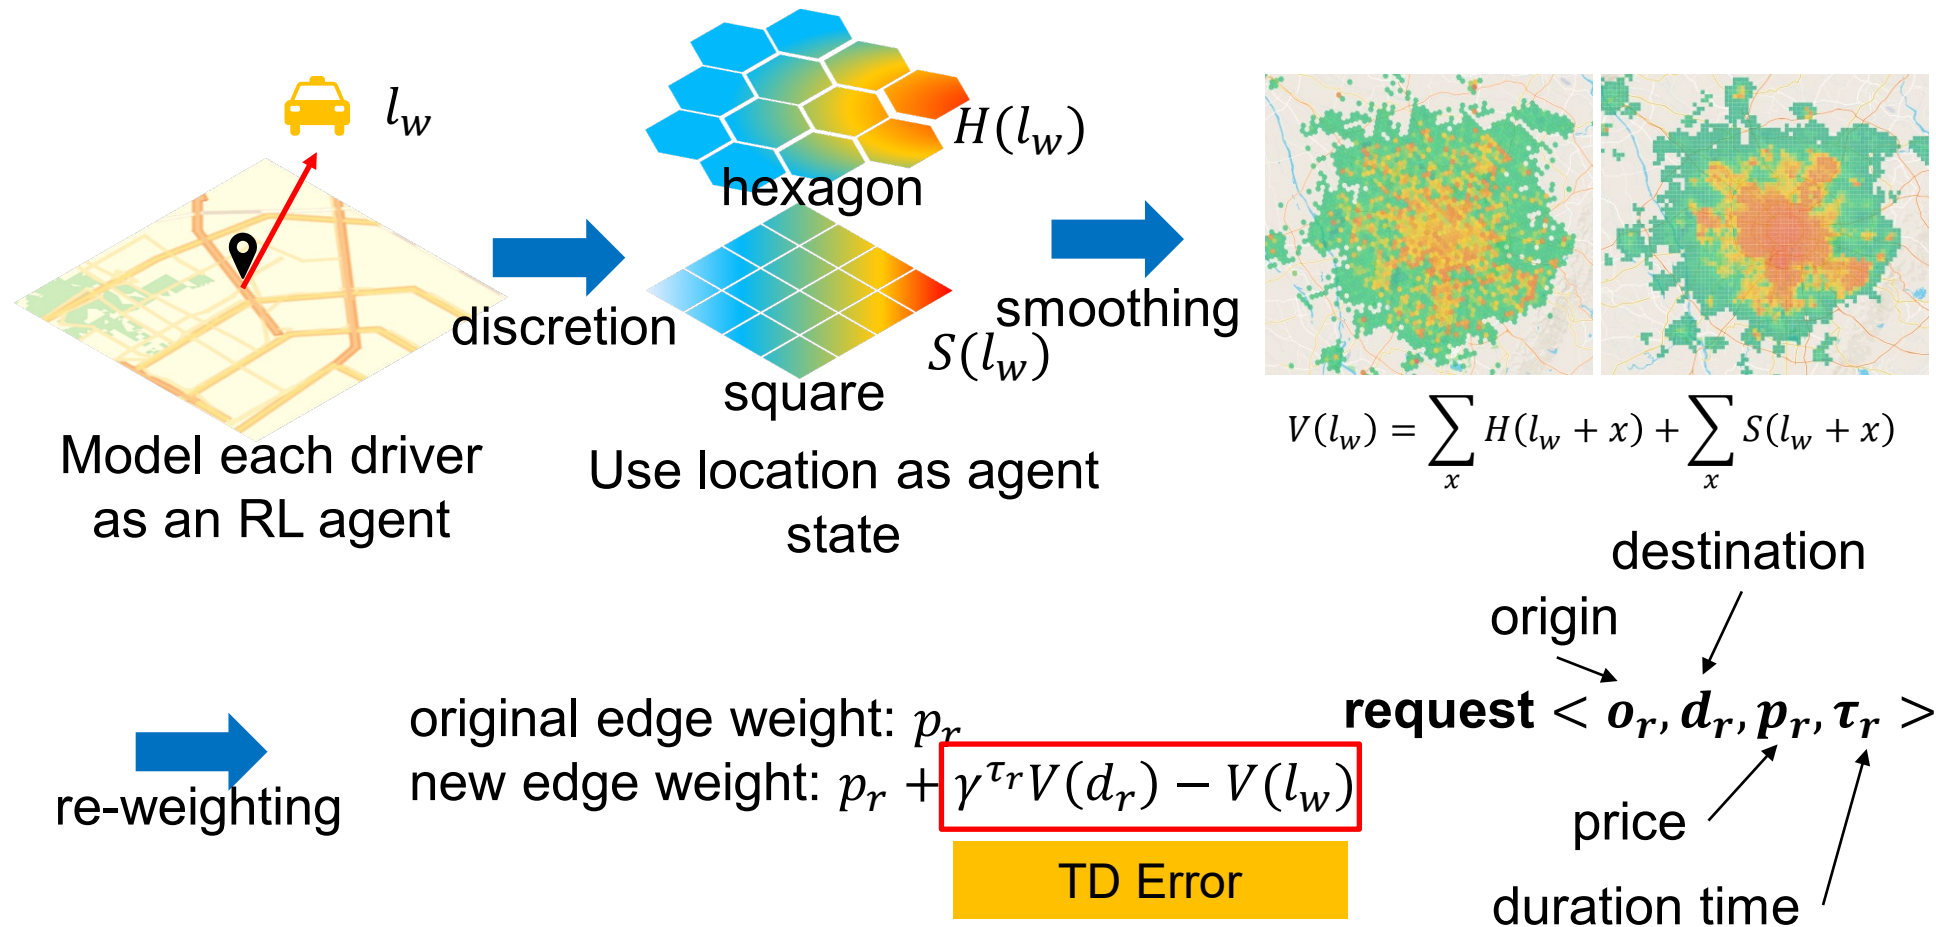 l_w
H(l_w)
hexagon
discretion
smoothing
S(l_w)
square
V(l_w) = ∑_x H(l_w + x) + ∑_x S(l_w + x)
Model each driver
as an RL agent
Use location as agent
state
destination
origin
request < o_r, d_r, p_r, τ_r >
price
duration time
re-weighting
original edge weight: p_r
new edge weight: p_r + γ^{τ_r} V(d_r) − V(l_w)
TD Error